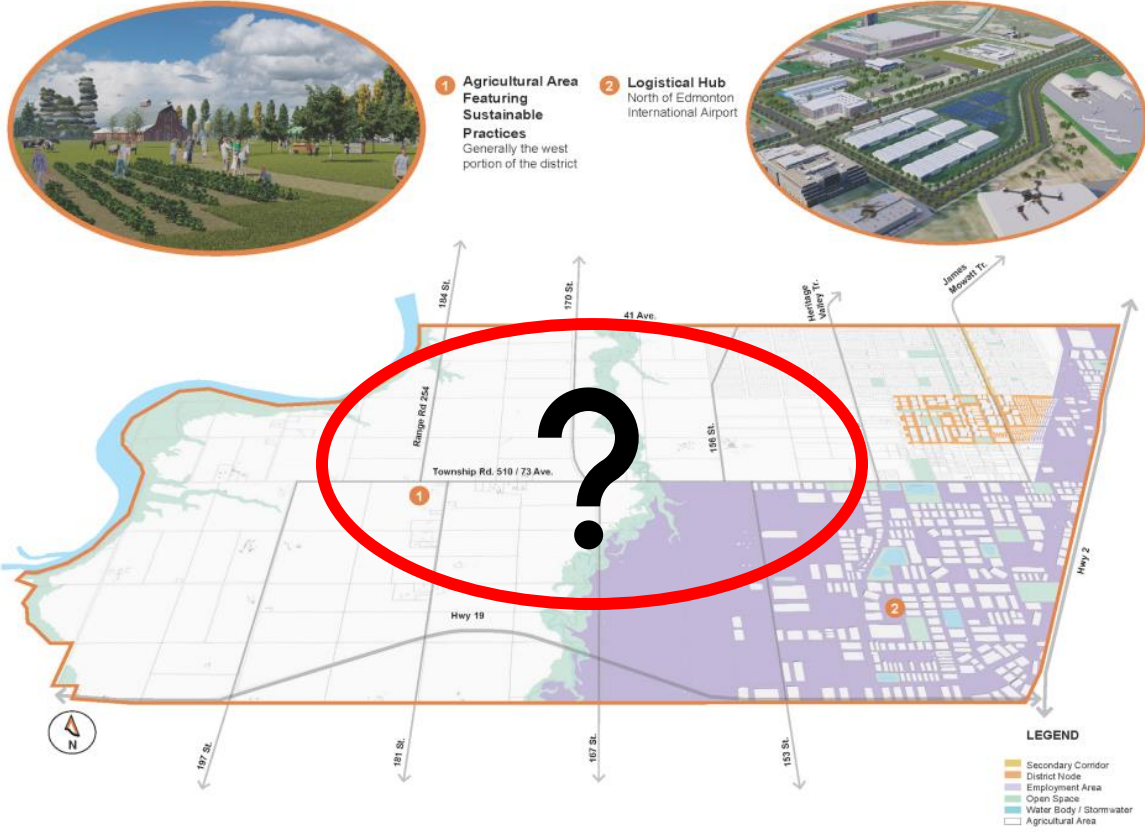 1 Agricultural Area
Featuring
Sustainable
Practices
Generally the west
portion of the district
2 Logistical Hub
North of Edmonton
International Airport
184 St.
170 St.
41 Ave.
Heritage
Valley Tr.
James
Mowatt Tr.
Range Rd 254
156 St.
?
Township Rd. 510 / 73 Ave.
1
Hwy 2
2
Hwy 19
N
197 St.
181 St.
167 St.
153 St.
LEGEND
Secondary Corridor
District Node
Employment Area
Open Space
Water Body / Stormwater
Agricultural Area